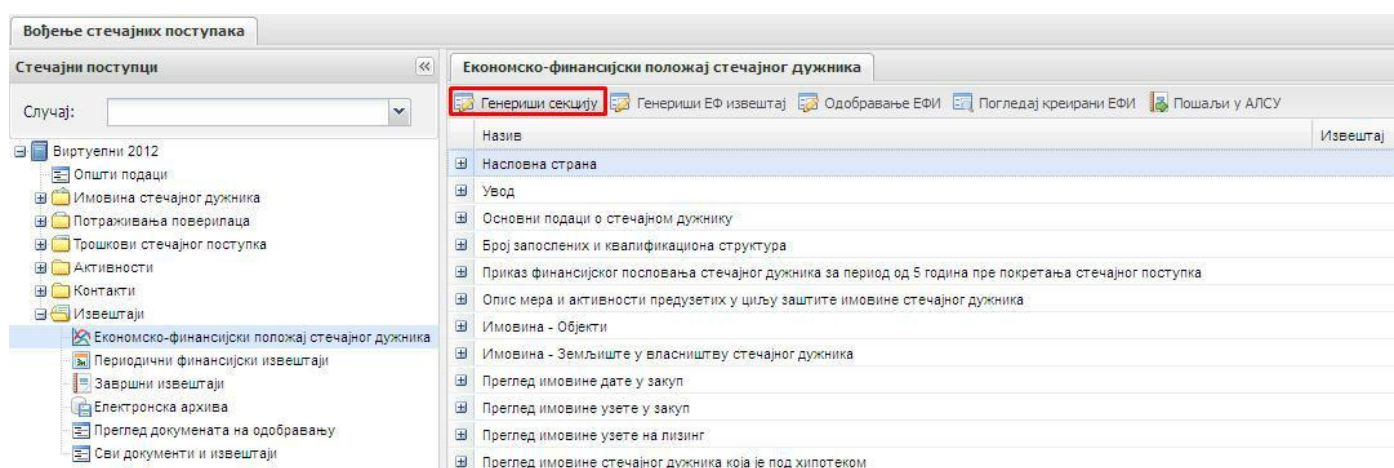 Вођење стечајних поступака
Стечајни поступци
Случај:
Виртуелни 2012
Општи подаци
Имовина стечајног дужника
Потраживања поверилаца
Трошкови стечајног поступка
Активности
Контакти
Извештаји
Економско-финансијски положај стечајног дужника
Периодични финансијски извештаји
Завршни извештаји
Електронска архива
Преглед докумената на одобравању
Сви документи и извештаји
Економско-финансијски положај стечајног дужника
Генериши секцију Генериши ЕФ извештај Одобравање ЕФИ Погледај креирани ЕФИ Пошаљи у АЛСУ
Назив Извештај
Насловна страна
Увод
Основни подаци о стечајном дужнику
Број запослених и квалификациона структура
Приказ финансијског пословања стечајног дужника за период од 5 година пре покретања стечајног поступка
Опис мера и активности предузетих у циљу заштите имовине стечајног дужника
Имовина - Објекти
Имовина - Земљиште у власништву стечајног дужника
Преглед имовине дате у закуп
Преглед имовине узете у закуп
Преглед имовине узете на лизинг
Преглед имовине стечајног дужника која је под хипотеком